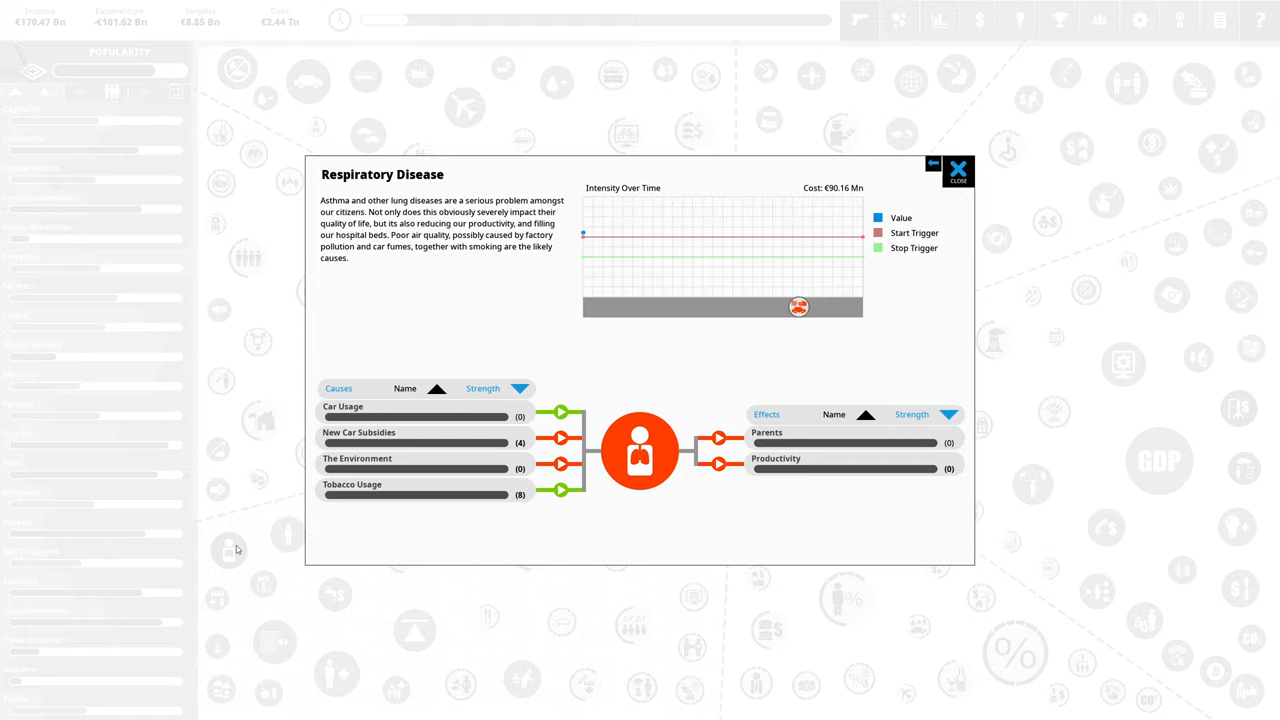 Income
Expenditure
Surplus
Debt
€170.47 Bn
-€161.62 Bn
€8.85 Bn
€2.44 Tn
POPULARITY
Respiratory Disease
Asthma and other lung diseases are a serious problem amongst
our citizens. Not only does this obviously severely impact their
quality of life, but its also reducing our productivity, and filling
our hospital beds. Poor air quality, possibly caused by factory
pollution and car fumes, together with smoking are the likely
causes.
Intensity Over Time
Cost: €90.16 Mn
CLOSE
Value
Start Trigger
Stop Trigger
Causes
Name
Strength
Car Usage
(0)
New Car Subsidies
(4)
The Environment
(0)
Tobacco Usage
(8)
Effects
Name
Strength
Parents
(0)
Productivity
(0)
GDP